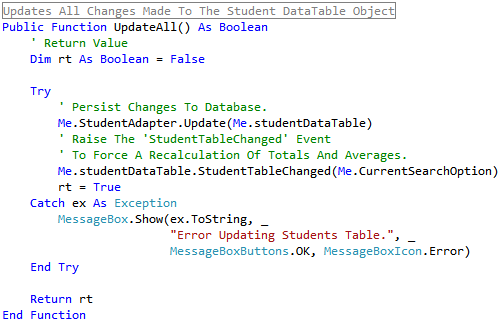 Updates All Changes Made To The Student DataTable Object
Public Function UpdateAll() As Boolean
    ' Return Value
    Dim rt As Boolean = False

    Try
        ' Persist Changes To Database.
        Me.StudentAdapter.Update(Me.studentDataTable)
        ' Raise The 'StudentTableChanged' Event
        ' To Force A Recalculation Of Totals And Averages.
        Me.studentDataTable.StudentTableChanged(Me.CurrentSearchOption)
        rt = True
    Catch ex As Exception
        MessageBox.Show(ex.ToString, _
                        "Error Updating Students Table.", _
                        MessageBoxButtons.OK, MessageBoxIcon.Error)
    End Try

    Return rt
End Function